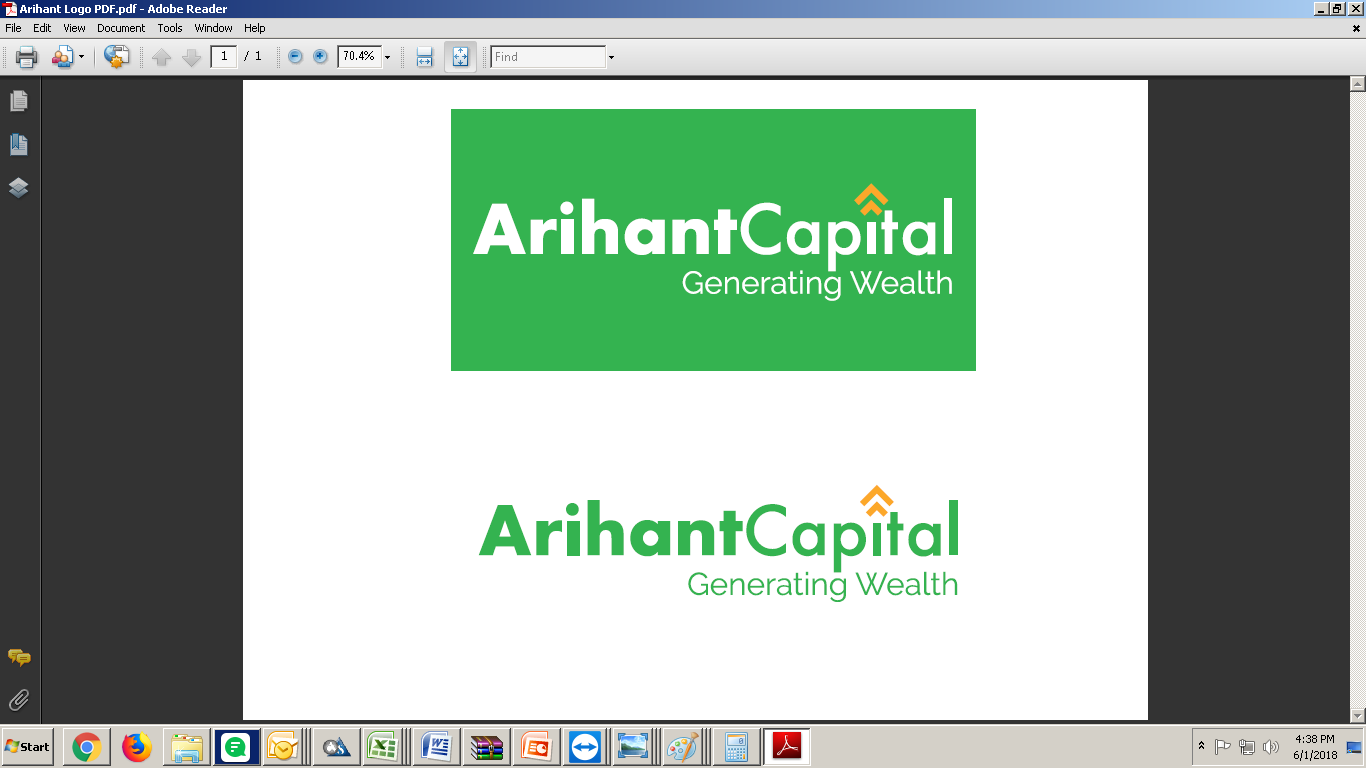 Arihant Logo PDF.pdf - Adobe Reader
File Edit View Document Tools Window Help
1 / 1 70.4% Find
ArihantCapital
Generating Wealth
ArihantCapital
Generating Wealth
Start
4:38 PM
6/1/2018